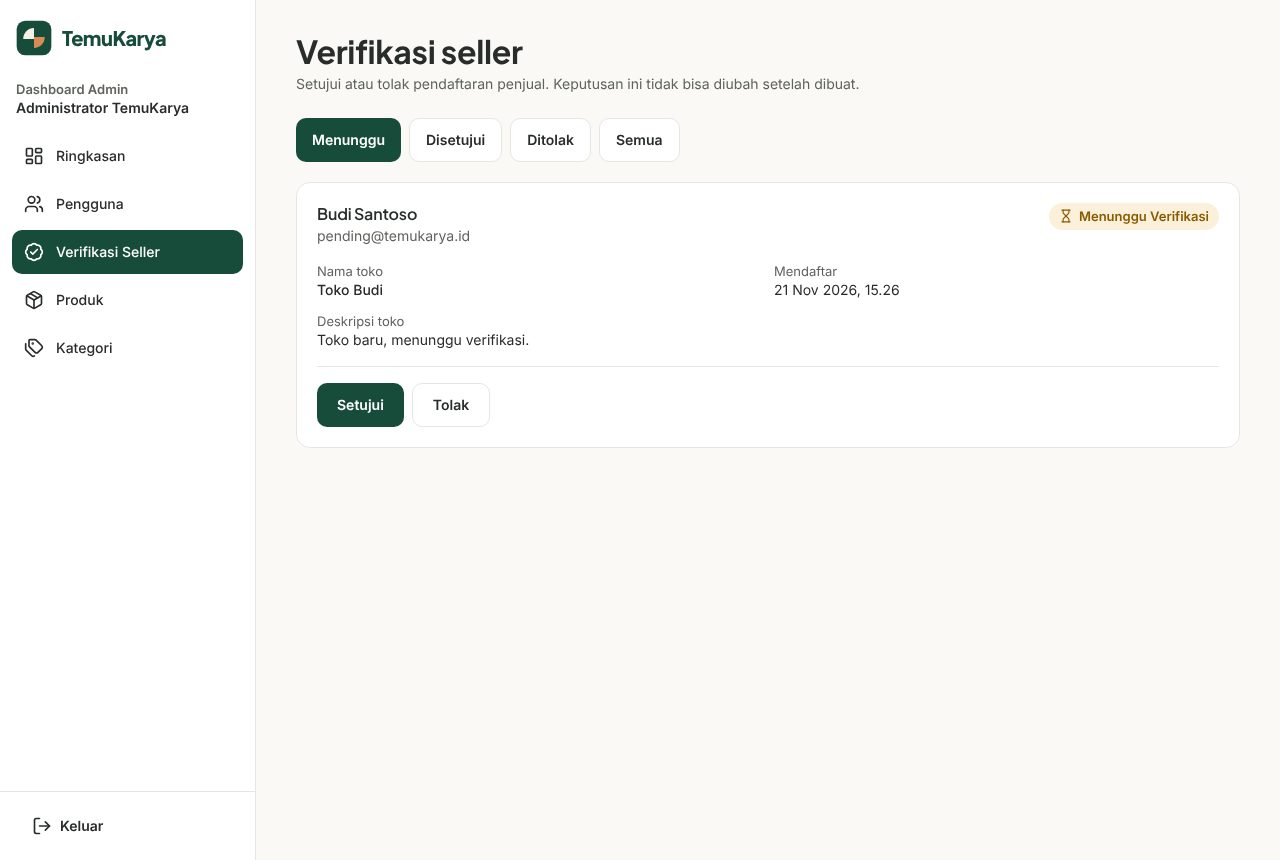 TemuKarya
Dashboard Admin
Administrator TemuKarya
Ringkasan
Pengguna
Verifikasi Seller
Produk
Kategori
Keluar
Verifikasi seller
Setujui atau tolak pendaftaran penjual. Keputusan ini tidak bisa diubah setelah dibuat.
Menunggu
Disetujui
Ditolak
Semua
Budi Santoso
Menunggu Verifikasi
pending@temukarya.id
Nama toko
Toko Budi
Mendaftar
21 Nov 2026, 15.26
Deskripsi toko
Toko baru, menunggu verifikasi.
Setujui
Tolak